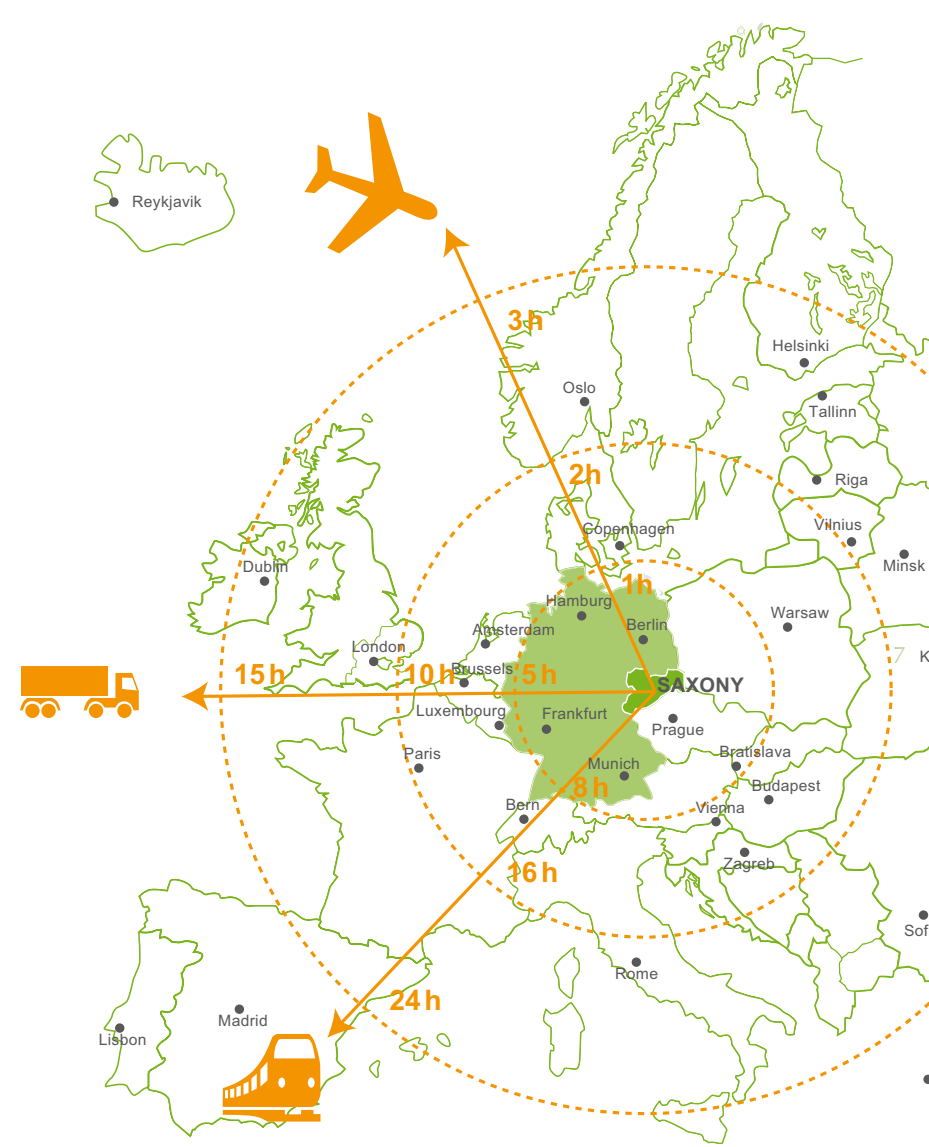 Reykjavik
3h
Helsinki
Oslo
Tallinn
2h
Riga
Copenhagen
Vilnius
Dublin
Minsk
1h
Hamburg
Warsaw
Berlin
Amsterdam
London
7
K
Brussels
15h
10h
5h
SAXONY
Luxembourg
Frankfurt
Prague
Paris
Bratislava
Munich
8h
Budapest
Bern
Vienna
Zagreb
16h
Sof
Rome
24h
Madrid
Lisbon